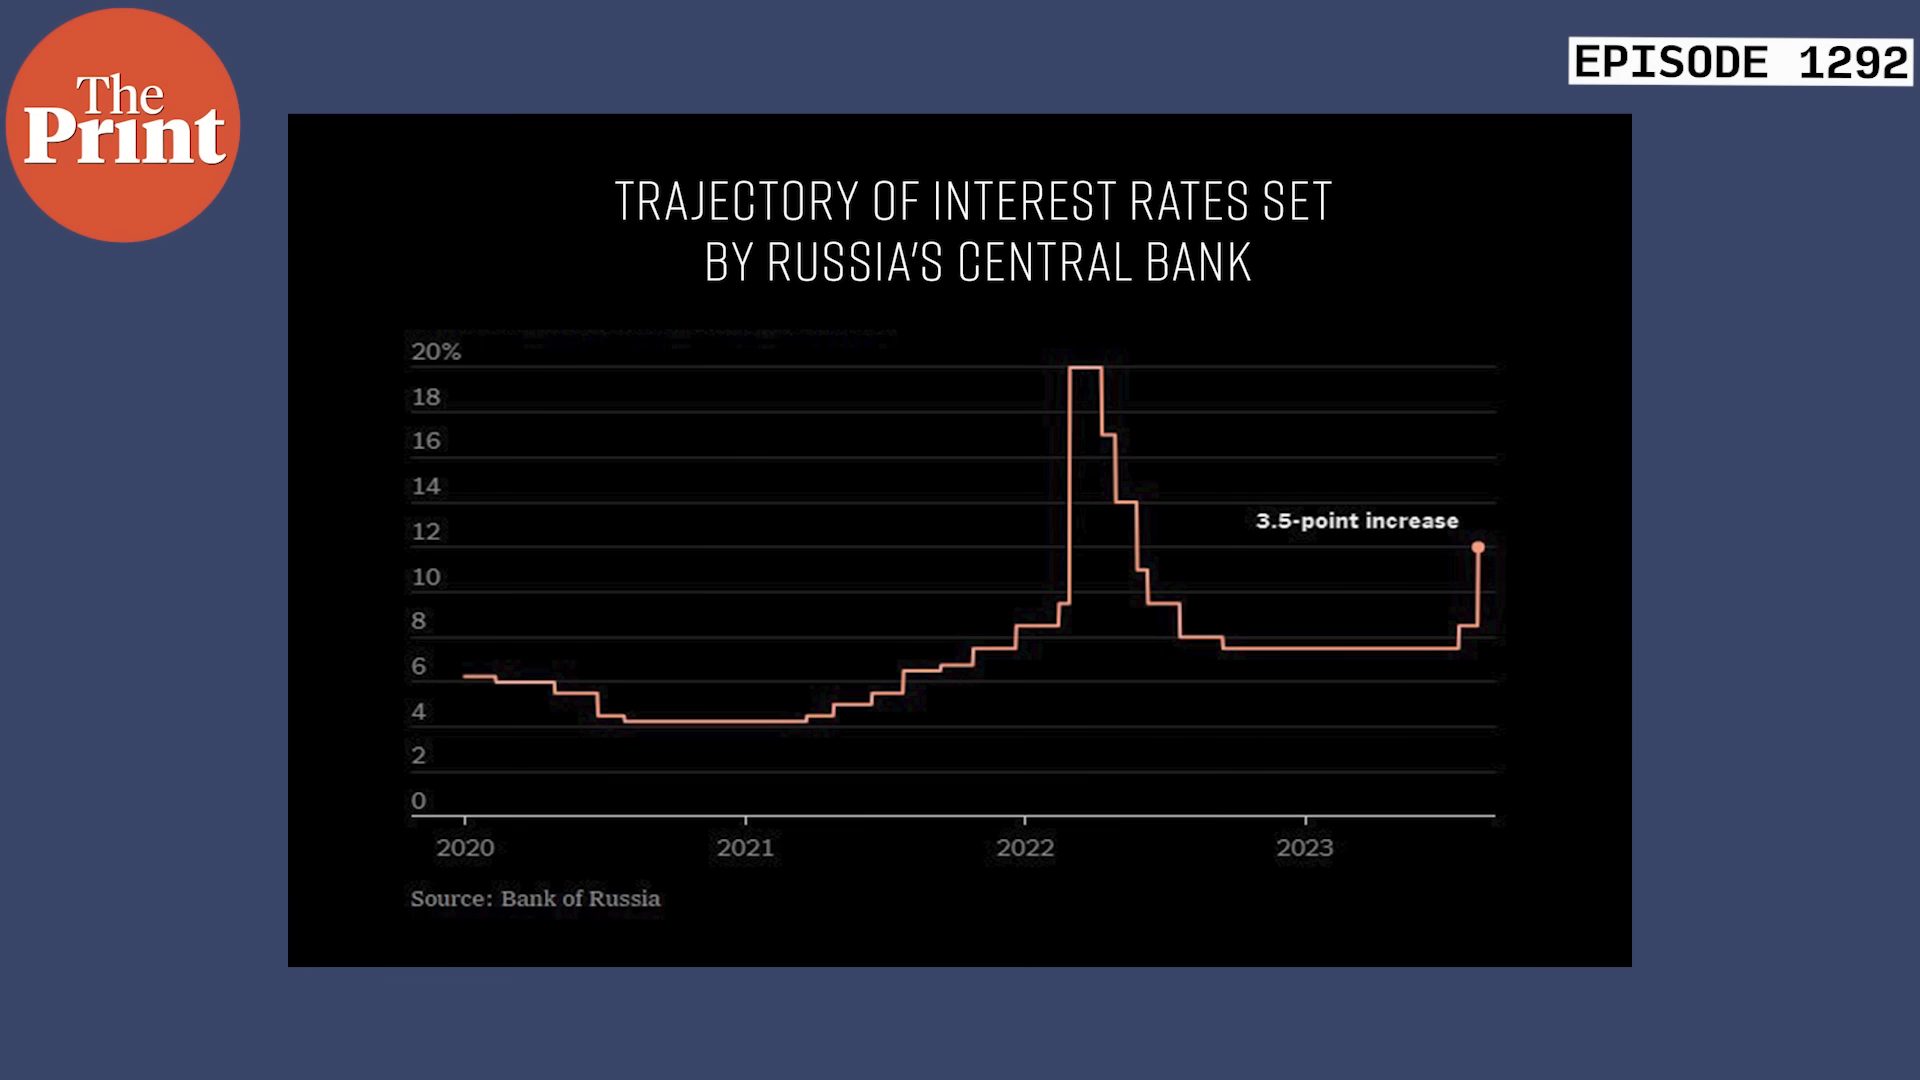 The
Print
EPISODE 1292
TRAJECTORY OF INTEREST RATES SET
BY RUSSIA'S CENTRAL BANK
20%
18
16
14
3.5-point increase
12
10
8
6
4
2
0
2020 2021 2022 2023
Source: Bank of Russia